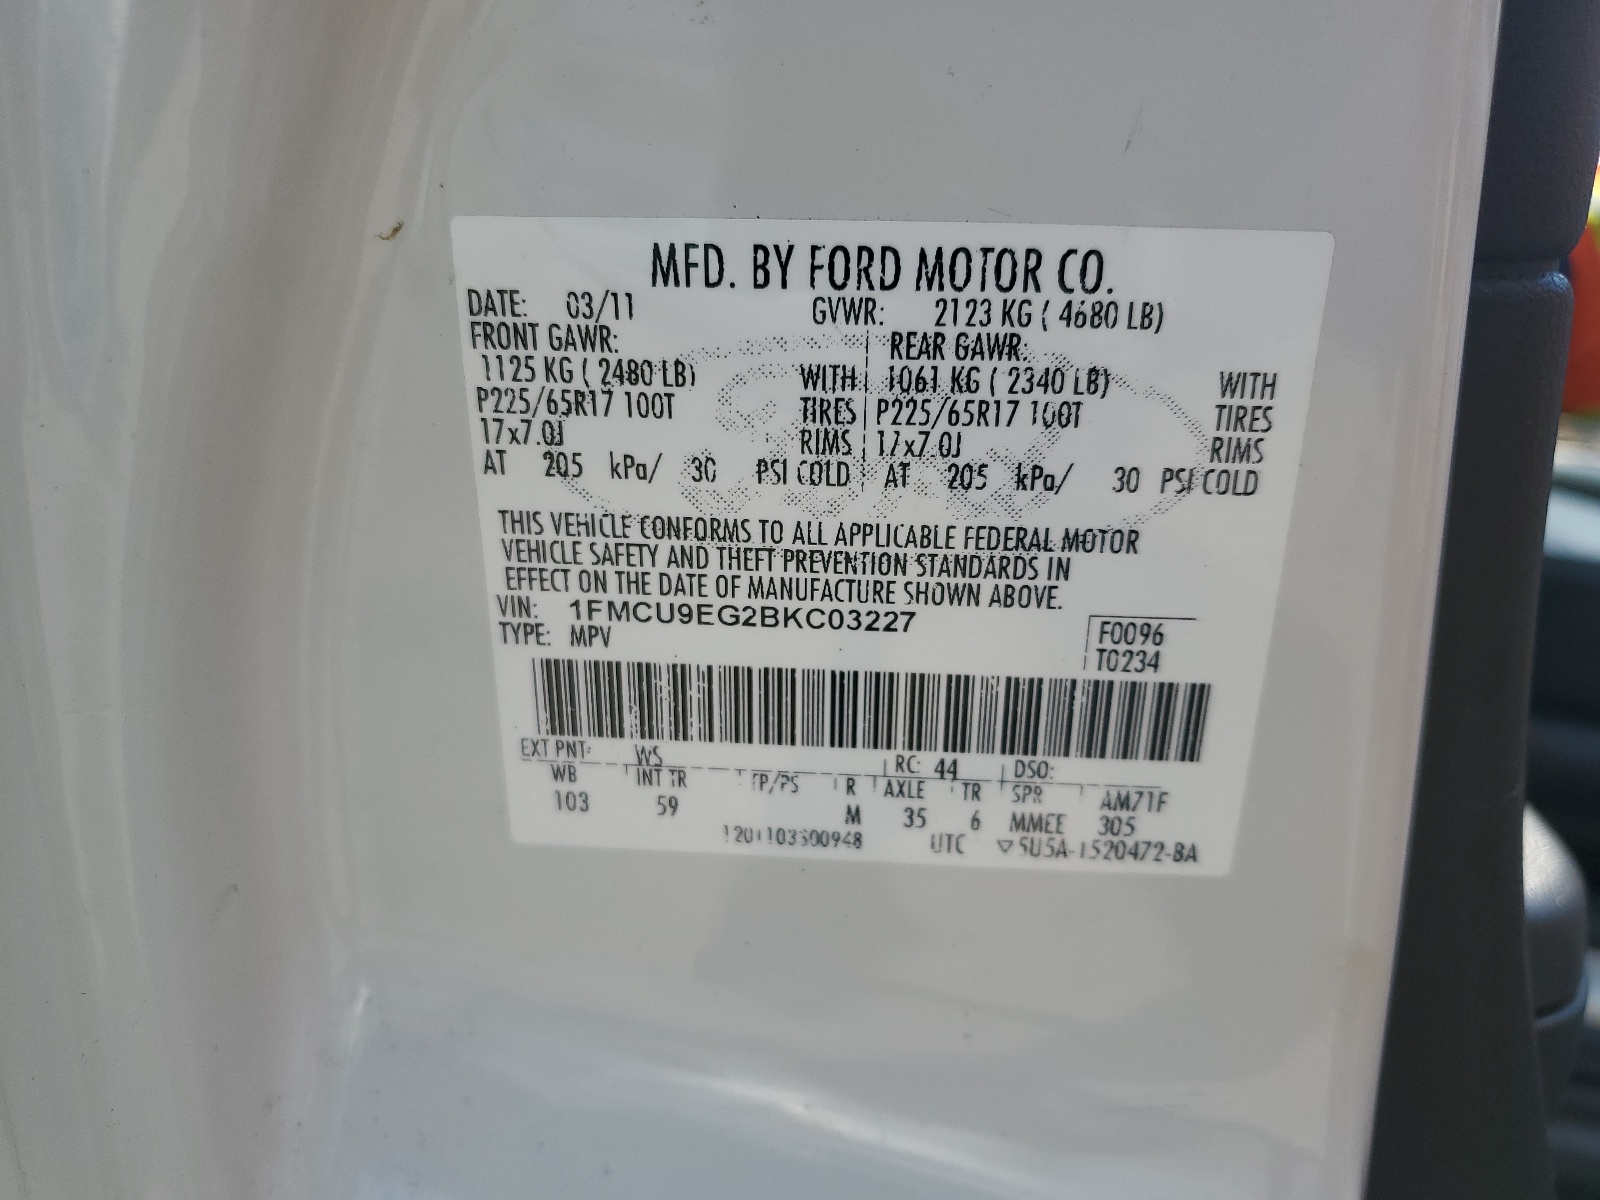 MFD. BY FORD MOTOR CO.
DATE: 03/11 GVWR: 2123 KG ( 4680 LB)
FRONT GAWR: REAR GAWR:
1125 KG ( 2480 LB) WITH 1061 KG ( 2340 LB) WITH
P225/65R17 100T TIRES P225/65R17 100T TIRES
17x7.0J RIMS 17x7.0J RIMS
AT 205 kPa/ 30 PSI COLD AT 205 kPa/ 30 PSI COLD
THIS VEHICLE CONFORMS TO ALL APPLICABLE FEDERAL MOTOR
VEHICLE SAFETY AND THEFT PREVENTION STANDARDS IN
EFFECT ON THE DATE OF MANUFACTURE SHOWN ABOVE.
VIN: 1FMCU9EG2BKC03227
TYPE: MPV
F0096
T0234
EXT PNT: WS RC: 44 DSO:
WB INT TR TP/PS R AXLE TR SPR AM71F
103 59 M 35 6 MMEE 305
UTC ▽5U5A-1520472-BA